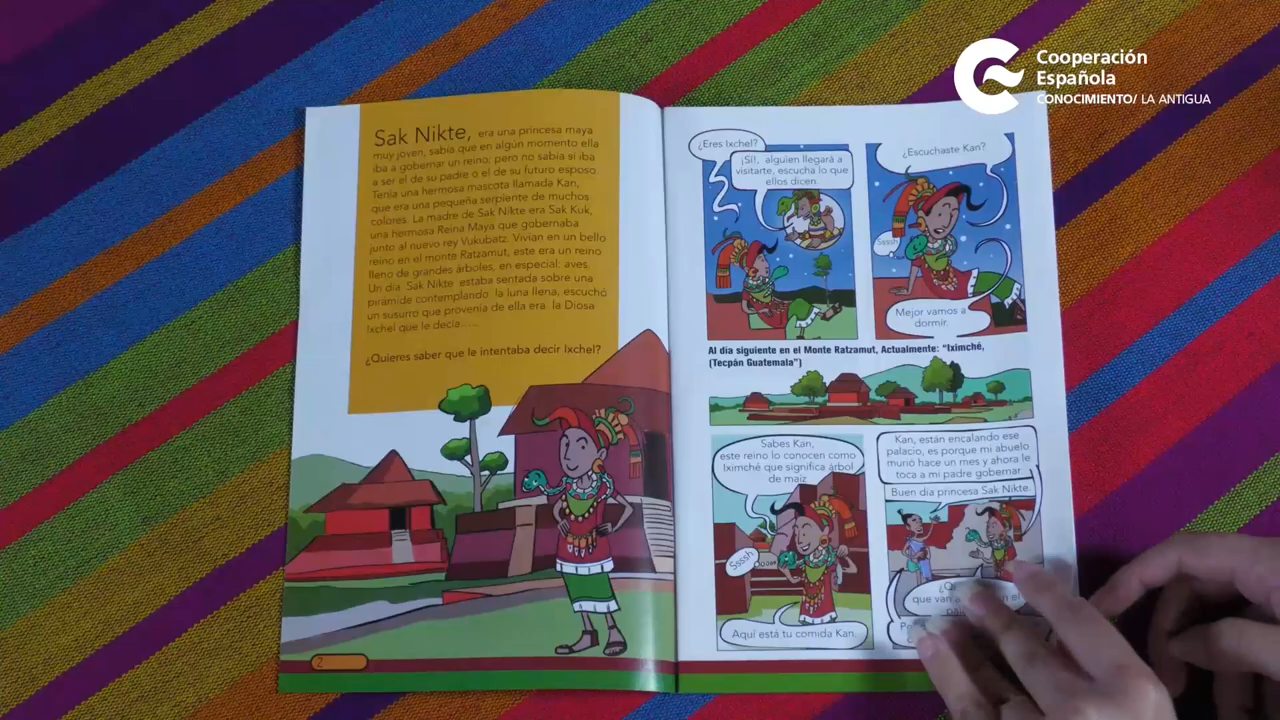 Cooperación
Española
CONOCIMIENTO/ LA ANTIGUA
Sak Nikte, era una princesa maya
muy joven, sabía que en algún momento ella
iba a gobernar un reino; pero no sabía si iba
a ser el de su padre o el de su futuro esposo.
Tenía una hermosa mascota llamada Kan,
que era una pequeña serpiente de muchos
colores. La madre de Sak Nikte era Sak Kuk,
una hermosa Reina Maya que gobernaba
junto al nuevo rey Vukubatz. Vivían en un bello
reino en el monte Ratzamut, este era un reino
lleno de grandes árboles, en especial: aves.
Un día Sak Nikte estaba sentada sobre una
pirámide contemplando la luna llena, escuchó
un susurro que provenía de ella era la Diosa
Ixchel que le decía.....
¿Quieres saber que le intentaba decir Ixchel?
2
¿Eres Ixchel?
¡Sí!, alguien llegará a
visitarte, escucha lo que
ellos dicen.
¿Escuchaste Kan?
Sssh
Mejor vamos a
dormir.
Al día siguiente en el Monte Ratzamut, Actualmente: “Iximché,
(Tecpán Guatemala”)
Sabes Kan,
este reino lo conocen como
Iximché que significa árbol
de maíz.
Ssssh
Aquí está tu comida Kan.
Kan, están encalando ese
palacio, es porque mi abuelo
murió hace un mes y ahora le
toca a mi padre gobernar.
Buen día princesa Sak Nikte.
que van en el